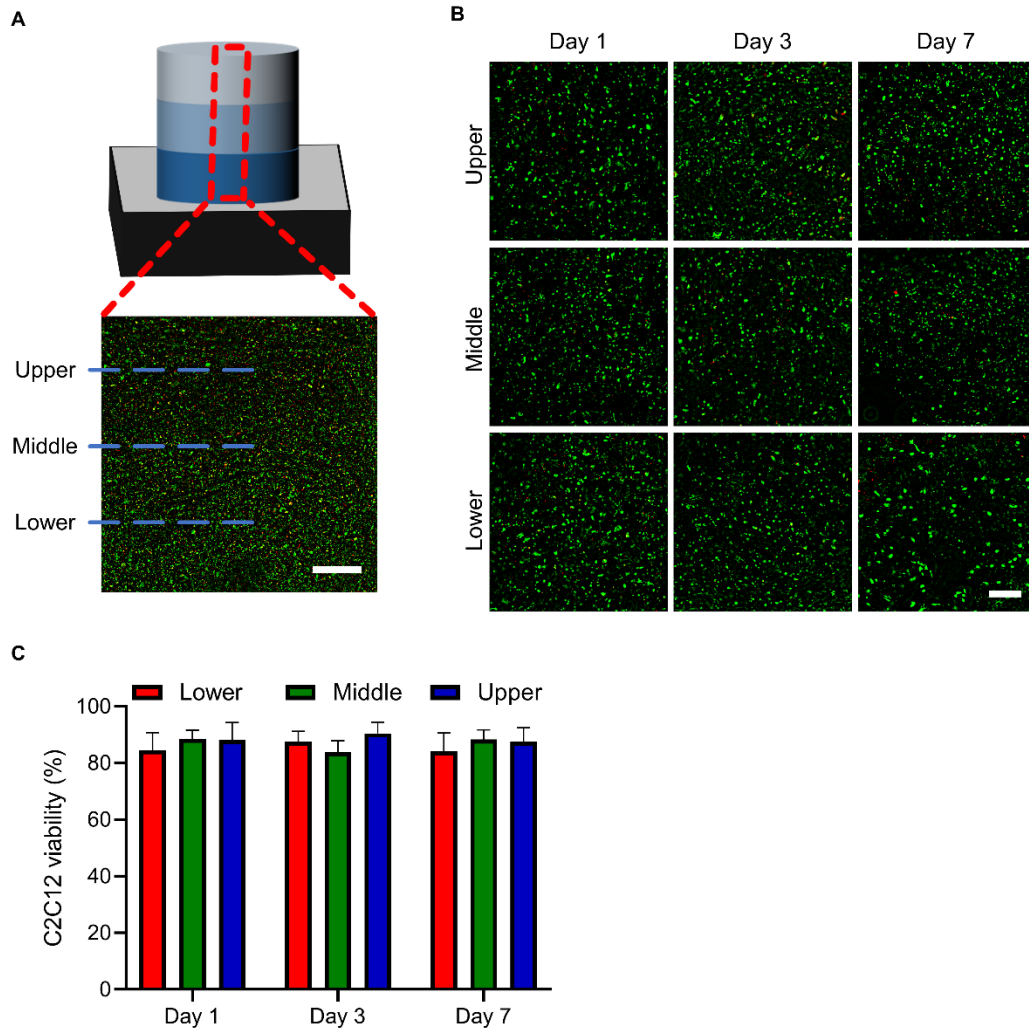 A
Upper
Middle
Lower
B
Day 1 Day 3 Day 7
Upper
Middle
Lower
C
Lower Middle Upper
C2C12 viability (%)
100
80
60
40
20
0
Day 1 Day 3 Day 7